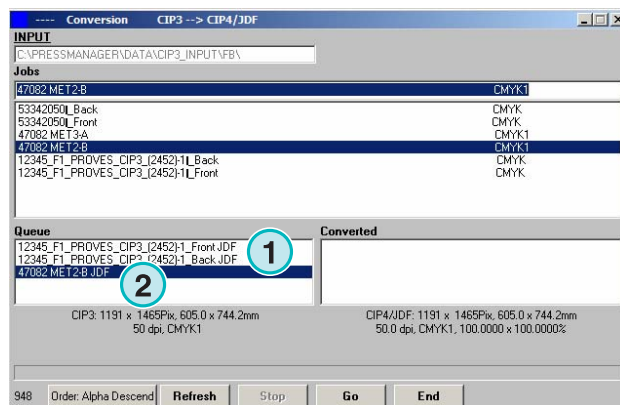 ---- Conversion CIP3 --> CIP4/JDF
INPUT
C:\PRESSMANAGER\DATA\CIP3_INPUT\FB\
Jobs
47082 MET2-B CMYK1
53342050I_Back CMYK
53342050I_Front CMYK
47082 MET3-A CMYK1
47082 MET2-B CMYK1
12345_F1_PROVES_CIP3_(2452)-1I_Back CMYK
12345_F1_PROVES_CIP3_(2452)-1I_Front CMYK
Queue Converted
12345_F1_PROVES_CIP3_(2452)-1_Front JDF
12345_F1_PROVES_CIP3_(2452)-1_Back JDF
1
47082 MET2-B JDF
2
CIP3: 1191 x 1465Pix, 605.0 x 744.2mm CIP4/JDF: 1191 x 1465Pix, 605.0 x 744.2mm
50 dpi, CMYK1 50.0 dpi, CMYK1, 100.0000 x 100.0000%
948 Order: Alpha Descend Refresh Stop Go End